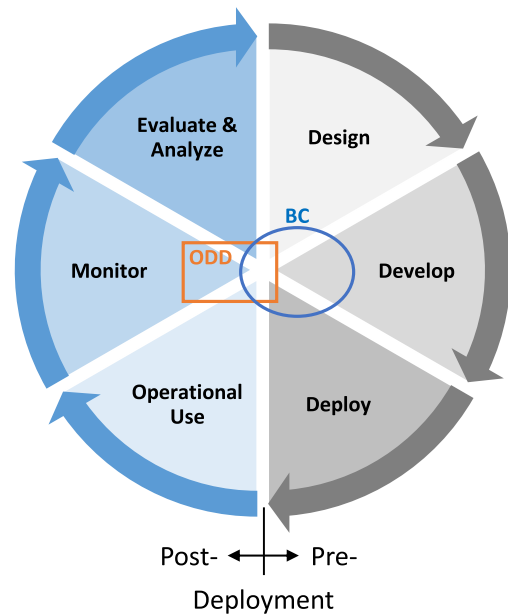 Evaluate &
Analyze
Design
BC
ODD
Monitor
Develop
Operational
Use
Deploy
Post-
Pre-
Deployment